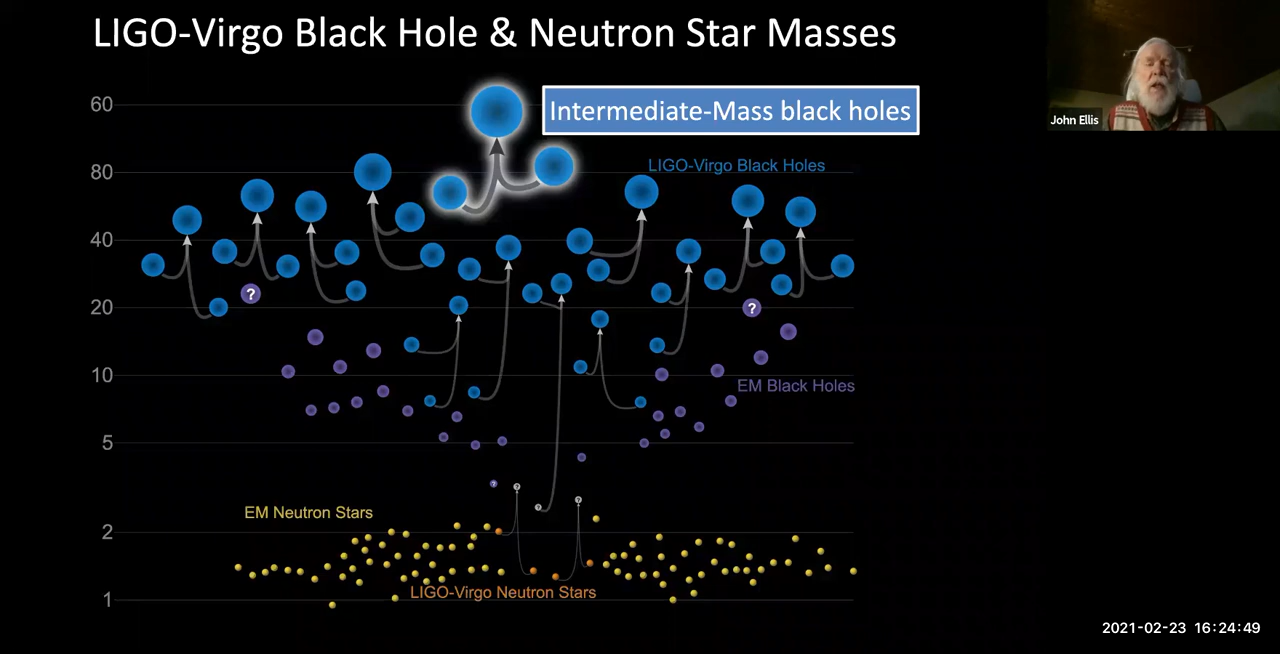 LIGO-Virgo Black Hole & Neutron Star Masses
John Ellis
60
Intermediate-Mass black holes
80
LIGO-Virgo Black Holes
40
?
20
?
10
EM Black Holes
5
?
?
?
?
EM Neutron Stars
2
LIGO-Virgo Neutron Stars
1
2021-02-23 16:24:49